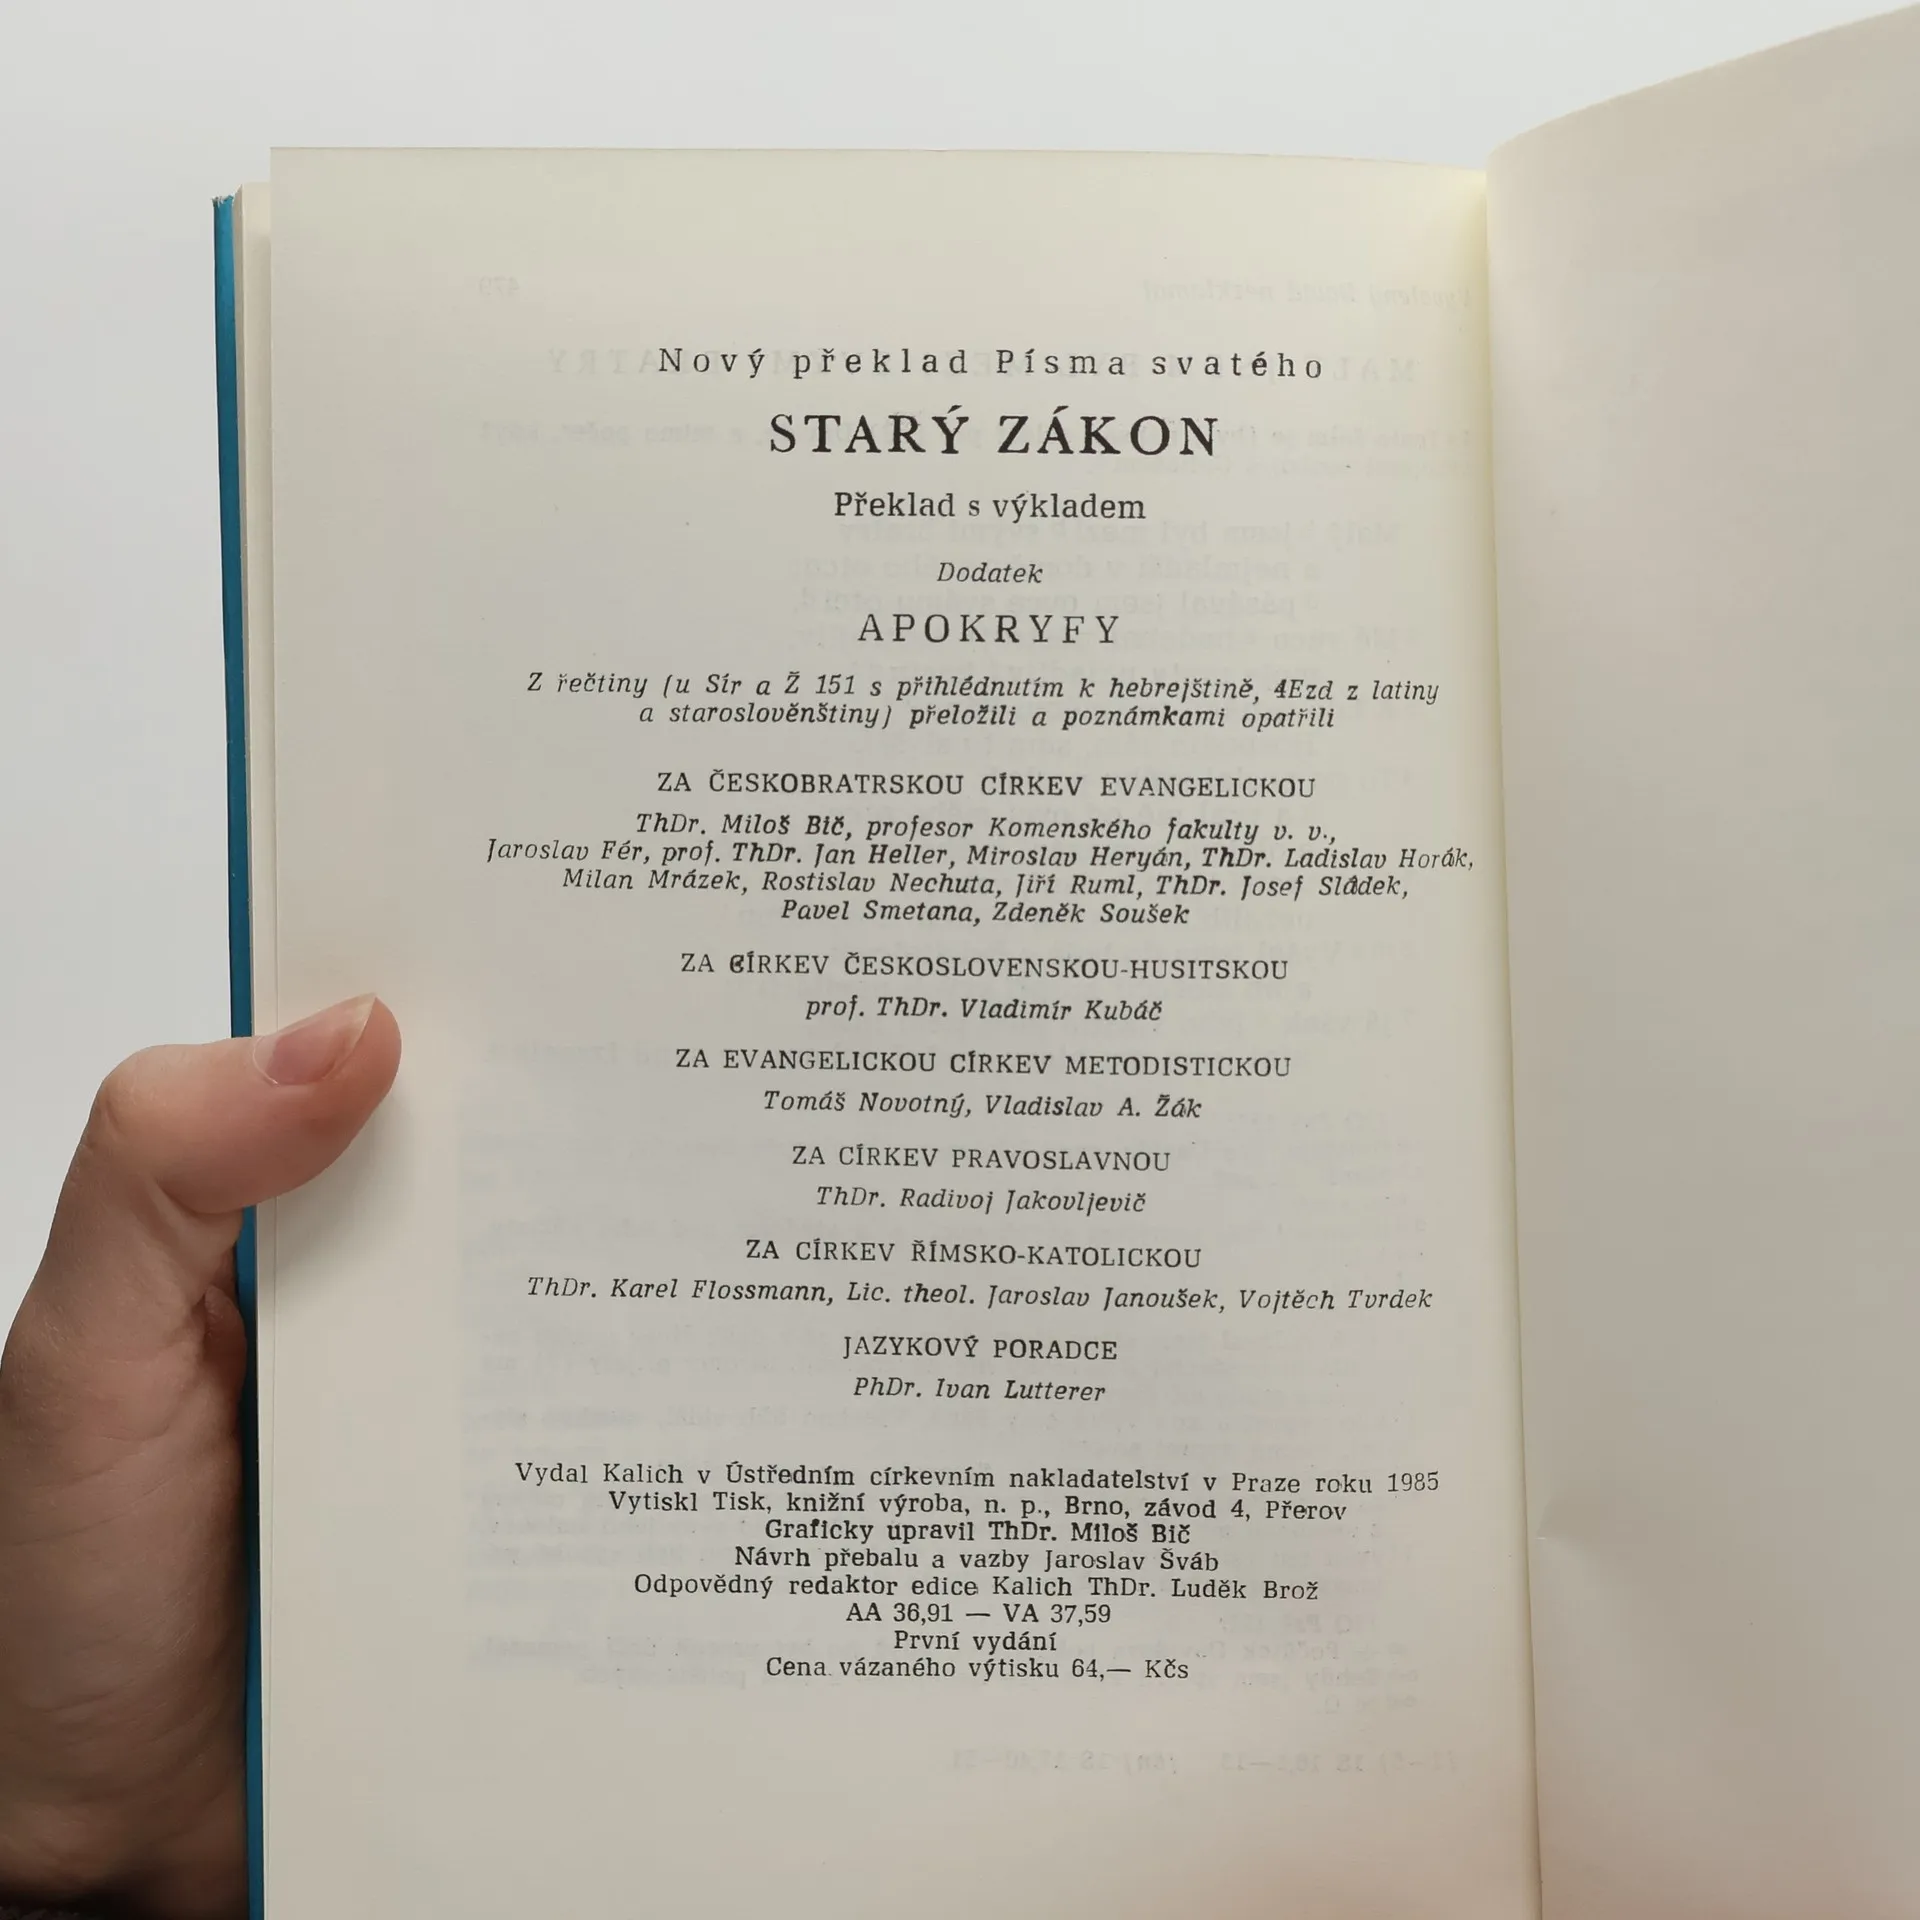 Nový překlad Písma svatého
STARÝ ZÁKON
Překlad s výkladem
Dodatek
APOKRYFY
Z řečtiny (u Sír a Ž 151 s přihlédnutím k hebrejštině, 4Ezd z latiny
a staroslověnštiny) přeložili a poznámkami opatřili
ZA ČESKOBRATRSKOU CÍRKEV EVANGELICKOU
ThDr. Miloš Bič, profesor Komenského fakulty v. v.,
Jaroslav Fér, prof. ThDr. Jan Heller, Miroslav Heryán, ThDr. Ladislav Horák,
Milan Mrázek, Rostislav Nechuta, Jiří Ruml, ThDr. Josef Sládek,
Pavel Smetana, Zdeněk Soušek
ZA CÍRKEV ČESKOSLOVENSKOU-HUSITSKOU
prof. ThDr. Vladimír Kubáč
ZA EVANGELICKOU CÍRKEV METODISTICKOU
Tomáš Novotný, Vladislav A. Žák
ZA CÍRKEV PRAVOSLAVNOU
ThDr. Radivoj Jakovljevič
ZA CÍRKEV ŘÍMSKO-KATOLICKOU
ThDr. Karel Flossmann, Lic. theol. Jaroslav Janoušek, Vojtěch Tvrdek
JAZYKOVÝ PORADCE
PhDr. Ivan Lutterer
Vydal Kalich v Ústředním církevním nakladatelství v Praze roku 1985
Vytiskl Tisk, knižní výroba, n. p., Brno, závod 4, Přerov
Graficky upravil ThDr. Miloš Bič
Návrh přebalu a vazby Jaroslav Šváb
Odpovědný redaktor edice Kalich ThDr. Luděk Brož
AA 36,91 — VA 37,59
První vydání
Cena vázaného výtisku 64,— Kčs